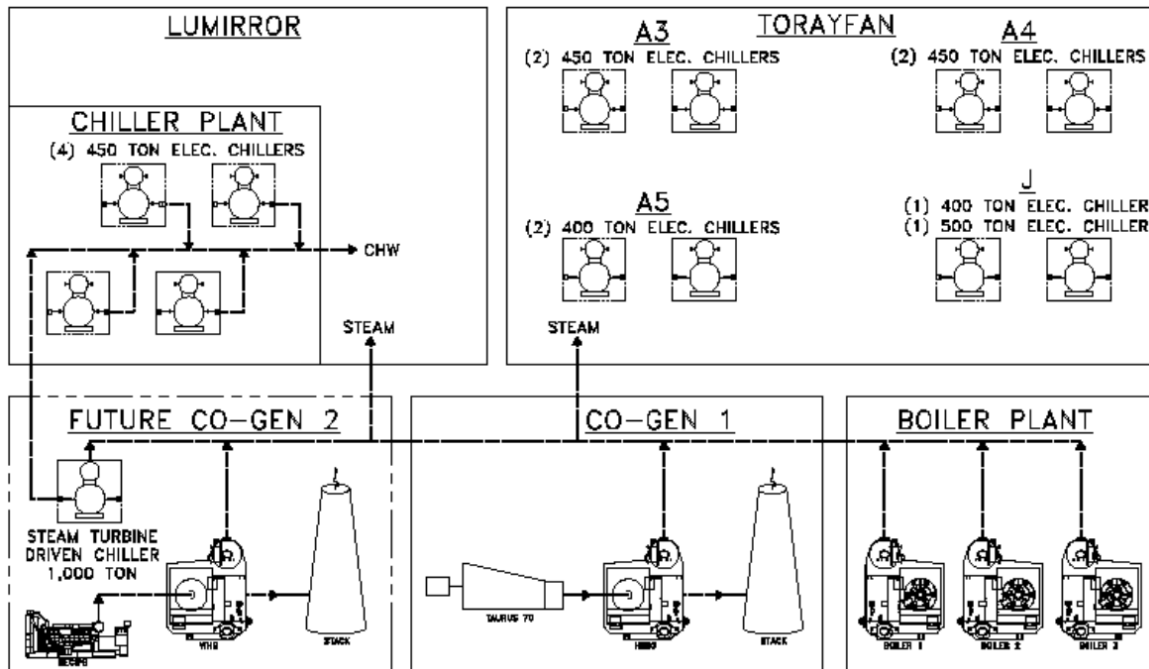 LUMIRROR
CHILLER PLANT
(4) 450 TON ELEC. CHILLERS
CHW
STEAM
TORAYFAN
A3
(2) 450 TON ELEC. CHILLERS
A4
(2) 450 TON ELEC. CHILLERS
A5
(2) 400 TON ELEC. CHILLERS
J
(1) 400 TON ELEC. CHILLER
(1) 500 TON ELEC. CHILLER
STEAM
FUTURE CO-GEN 2
STEAM TURBINE
DRIVEN CHILLER
1,000 TON
RECIPS
WHB
STACK
CO-GEN 1
TAURUS 70
STACK
BOILER PLANT
BOILER 1
BOILER 2
BOILER 3